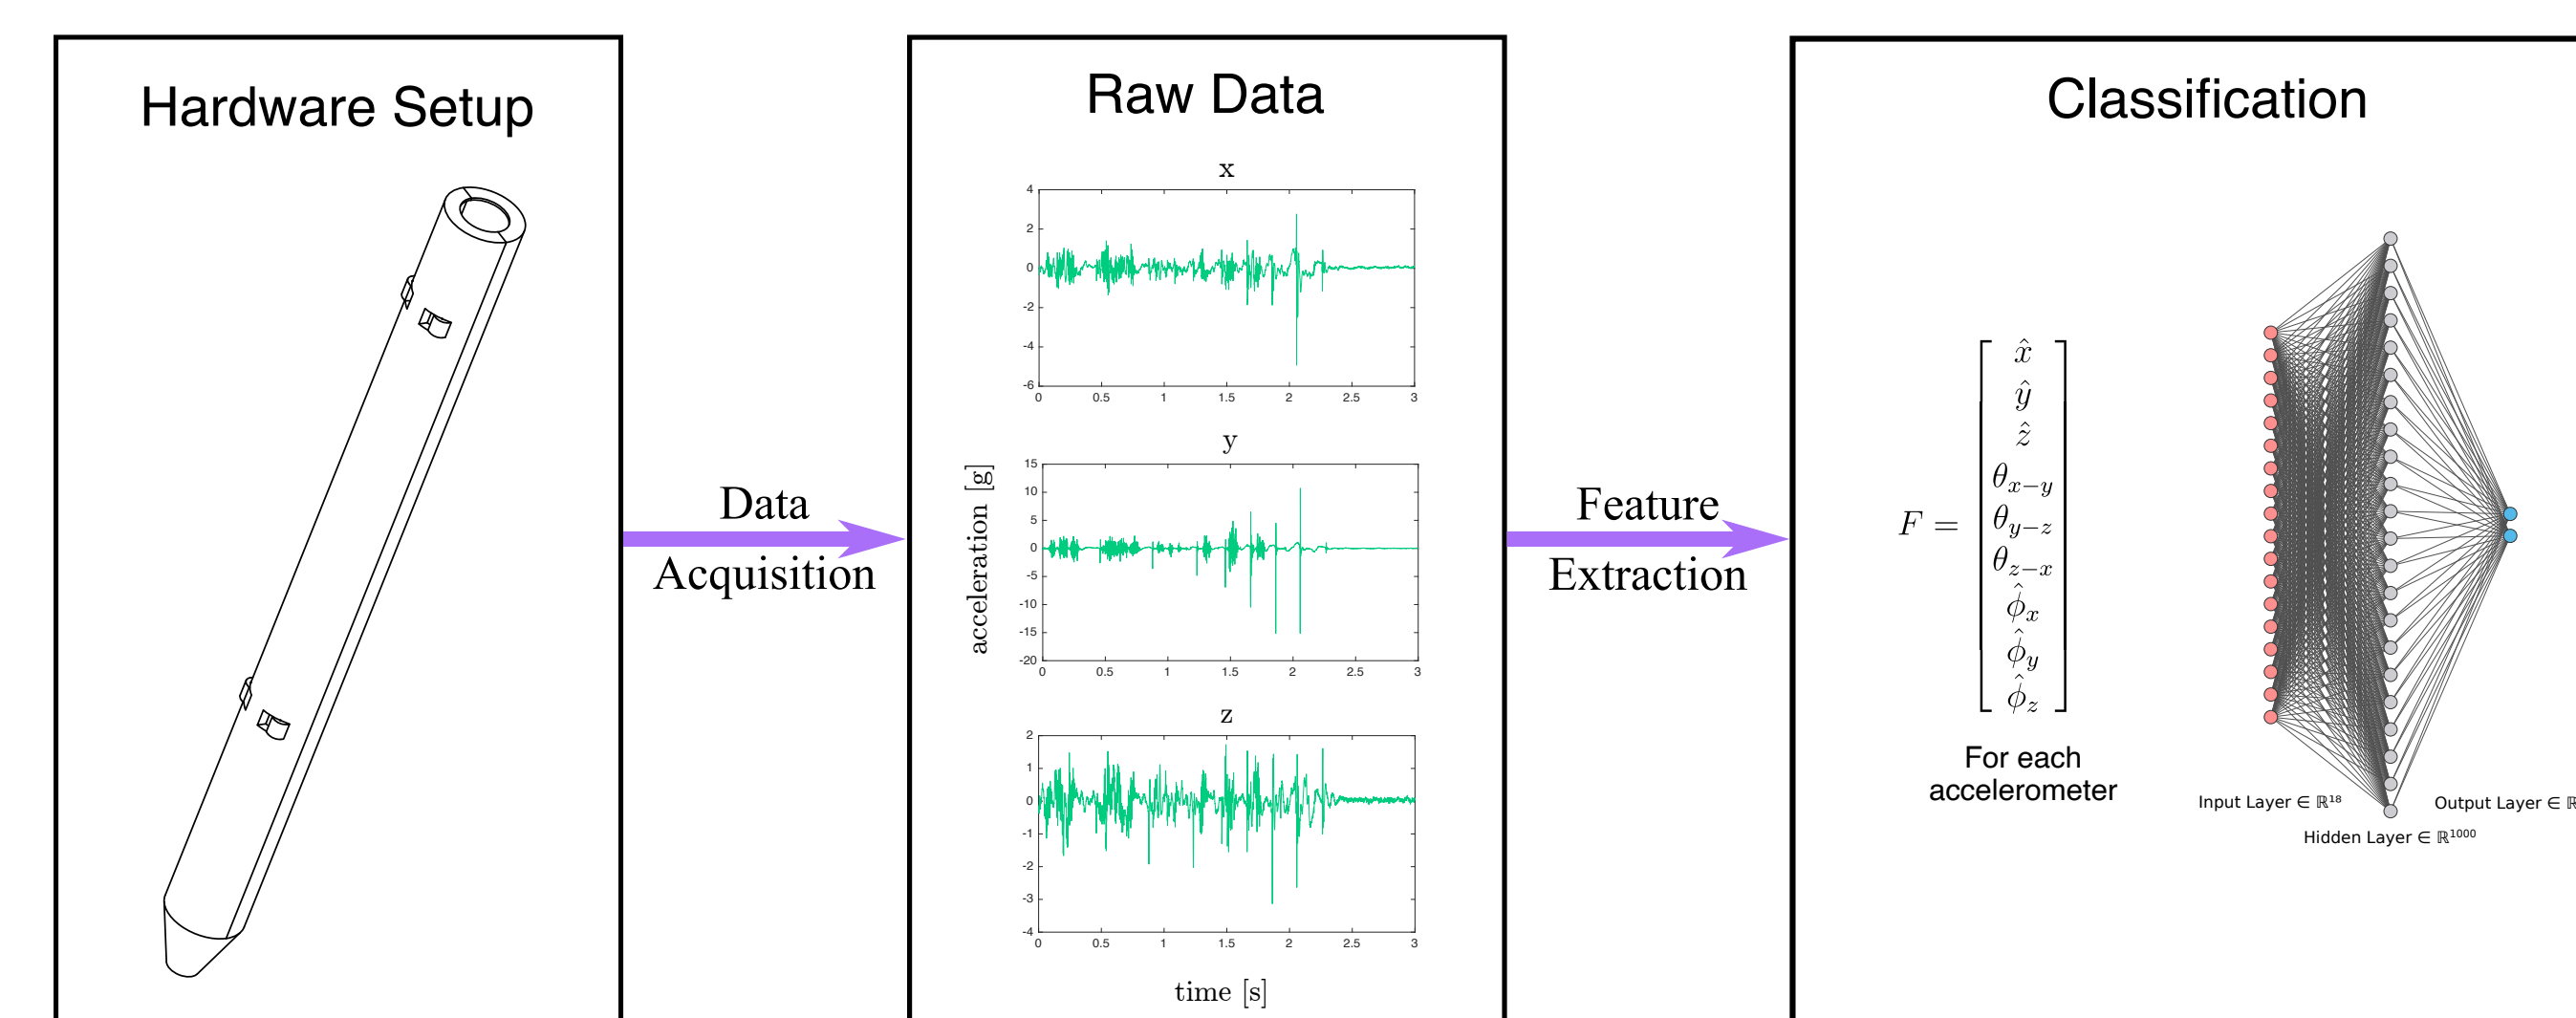 Hardware Setup
Data
Acquisition
Raw Data
x
4
2
0
-2
-4
-6
0 0.5 1 1.5 2 2.5 3
acceleration [g]
y
15
10
5
0
-5
-10
-15
-20
0 0.5 1 1.5 2 2.5 3
z
2
1
0
-1
-2
-3
-4
0 0.5 1 1.5 2 2.5 3
time [s]
Feature
Extraction
Classification
F =
x̂
ŷ
ẑ
θx−y
θy−z
θz−x
ϕ̂x
ϕ̂y
ϕ̂z
For each
accelerometer
Input Layer ∈ ℝ¹⁸
Hidden Layer ∈ ℝ¹⁰⁰⁰
Output Layer ∈